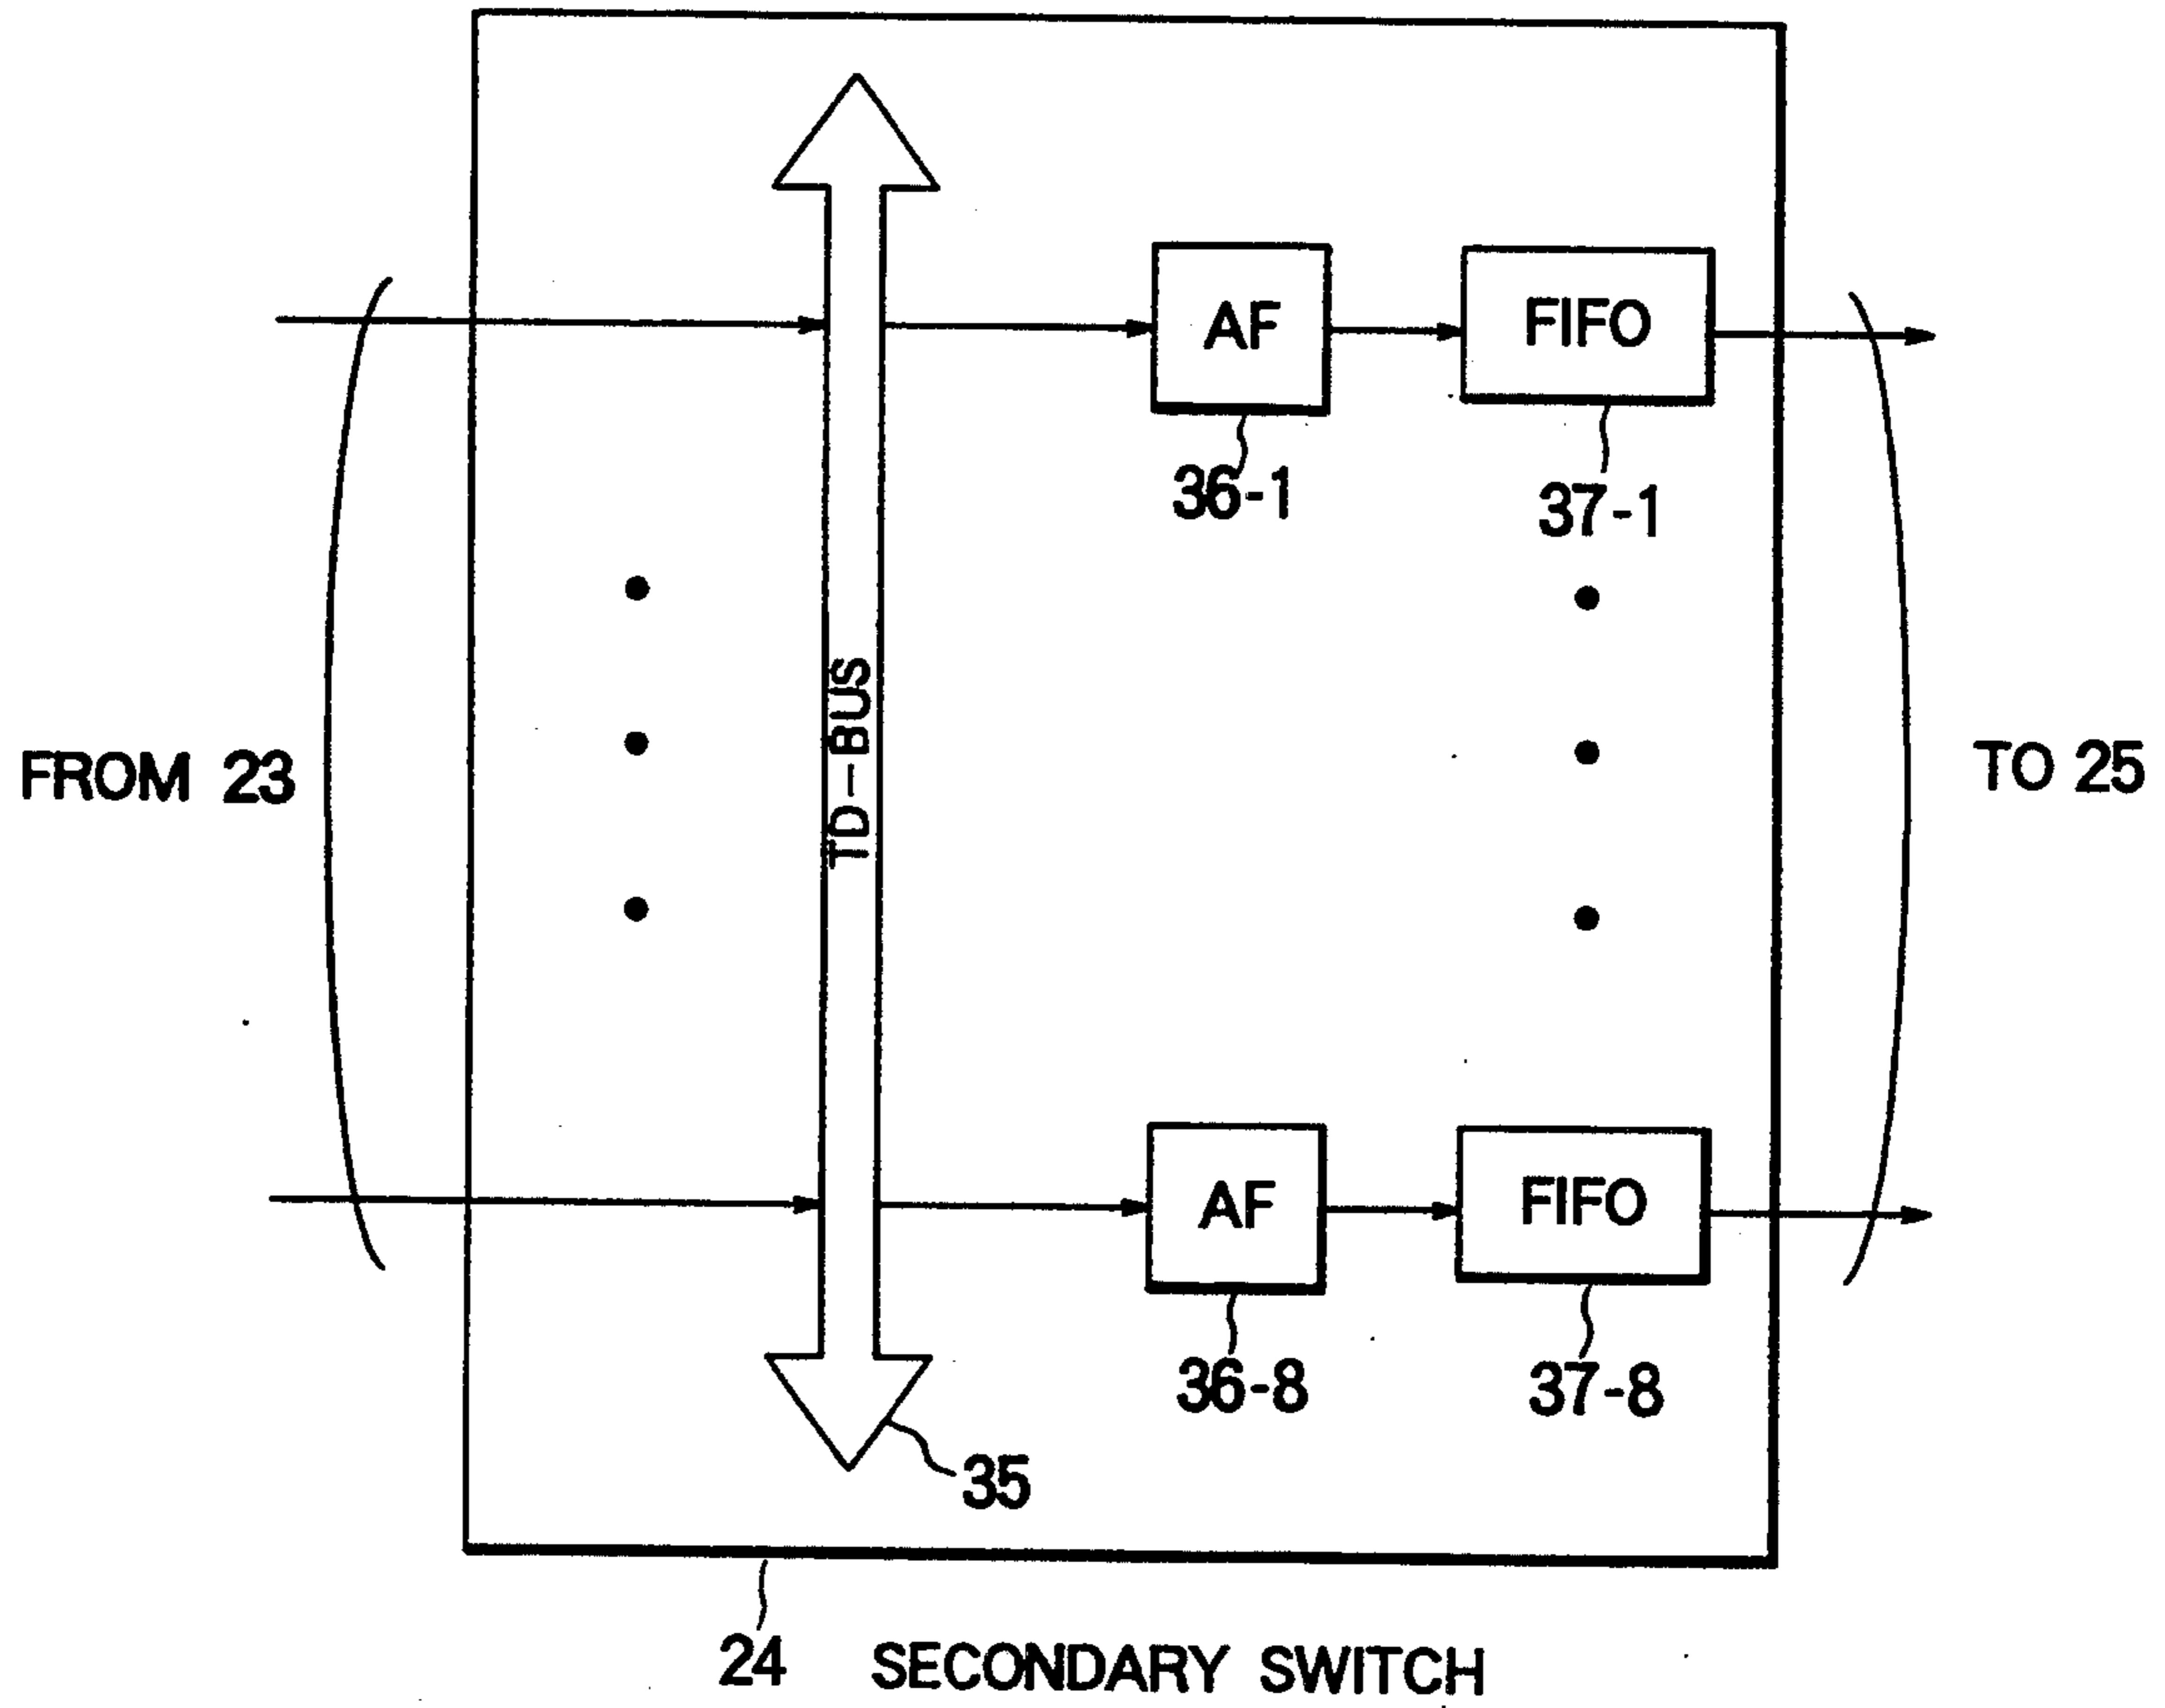 AF
FIFO
36-1
37-1
TD-BUS
FROM 23
TO 25
AF
FIFO
36-8
37-8
35
24 SECONDARY SWITCH